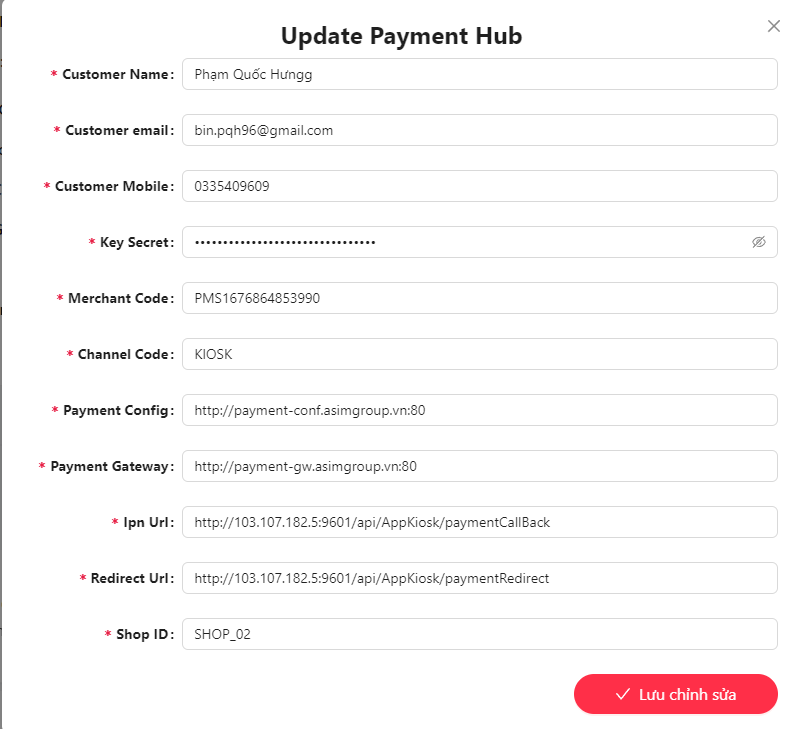 Update Payment Hub
* Customer Name: Phạm Quốc Hưngg
* Customer email: bin.pqh96@gmail.com
* Customer Mobile: 0335409609
* Key Secret: ••••••••••••••••••••••••••••••••
* Merchant Code: PMS1676864853990
* Channel Code: KIOSK
* Payment Config: http://payment-conf.asimgroup.vn:80
* Payment Gateway: http://payment-gw.asimgroup.vn:80
* Ipn Url: http://103.107.182.5:9601/api/AppKiosk/paymentCallBack
* Redirect Url: http://103.107.182.5:9601/api/AppKiosk/paymentRedirect
* Shop ID: SHOP_02
Lưu chỉnh sửa